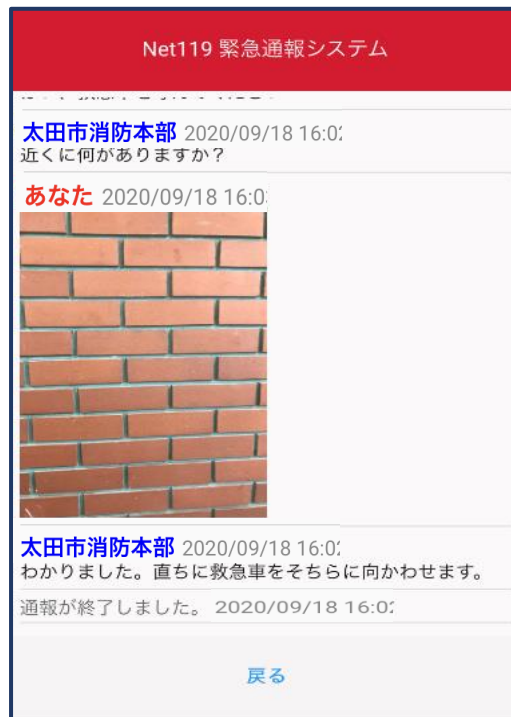 Net119 緊急通報システム
太田市消防本部 2020/09/18 16:02
近くに何がありますか？
あなた 2020/09/18 16:0
太田市消防本部 2020/09/18 16:02
わかりました。直ちに救急車をそちらに向かわせます。
通報が終了しました。 2020/09/18 16:02
戻る